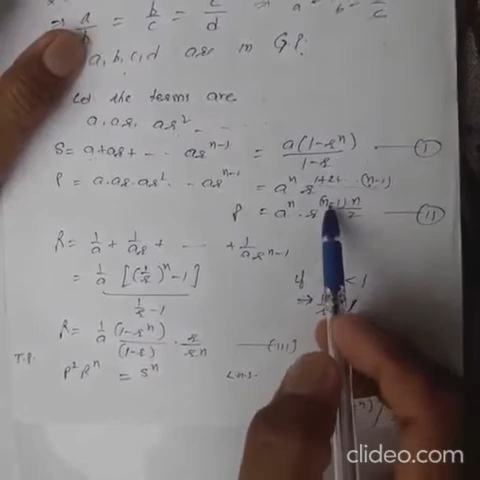 ⇒ a/b = b/c = c/d
a, b, c, d are in G.P.
Let the terms are
a, ar, ar² - - -
S = a + ar + - - - ar^(n-1) = a(1-r^n)/(1-r) — (I)
P = a.ar.ar² - - - ar^(n-1) = a^n r^(1+2+...(n-1))
P = a^n . r^((n-1)n/2) — (II)
R = 1/a + 1/ar + - - - + 1/ar^(n-1)
= 1/a [(1/r)^n - 1] / (1/r - 1)
if < 1
R = 1/a (1-r^n)/(1-r) . r/r^n — (III)
T.P. P²R^n = S^n L.H.S.
clideo.com